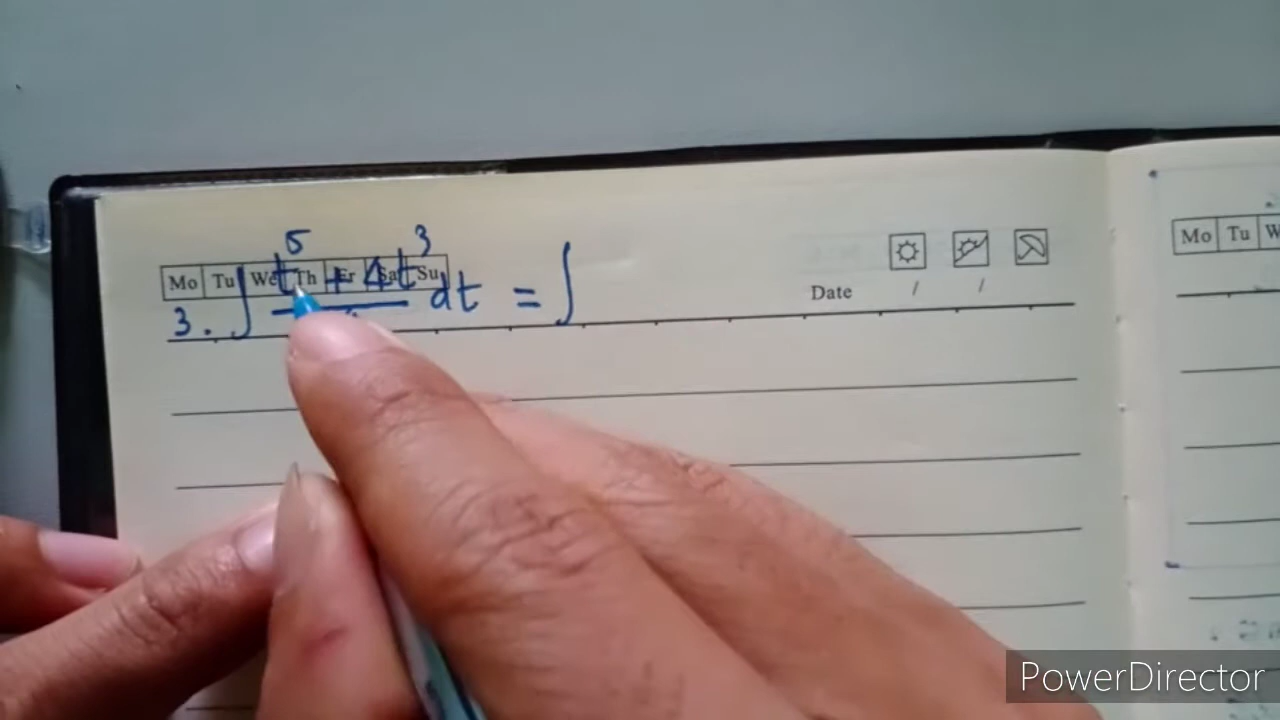 Mo Tu We Th Fr Sa Su
3. ∫ t⁵ + 4t³ dt = ∫
Date / /
Mo Tu
PowerDirector